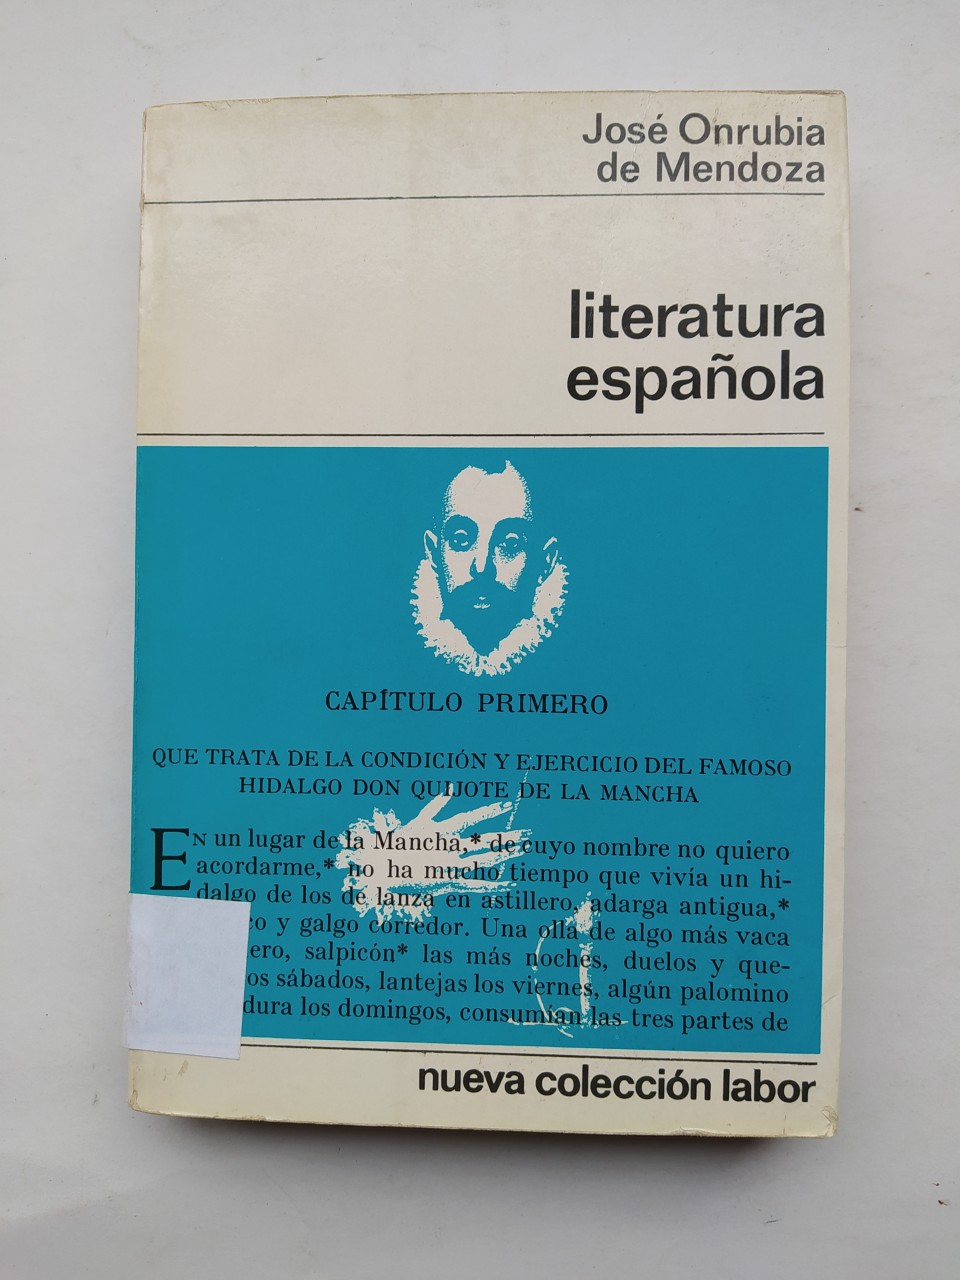 José Onrubia
de Mendoza
literatura
española
CAPÍTULO PRIMERO
QUE TRATA DE LA CONDICIÓN Y EJERCICIO DEL FAMOSO
HIDALGO DON QUIJOTE DE LA MANCHA
EN un lugar de la Mancha,* de cuyo nombre no quiero
acordarme,* no ha mucho tiempo que vivía un hi-
dalgo de los de lanza en astillero, adarga antigua,*
y galgo corredor. Una olla de algo más vaca
salpicón* las más noches, duelos y que-
sábados, lantejas los viernes, algún palomino
los domingos, consumían las tres partes de
nueva colección labor